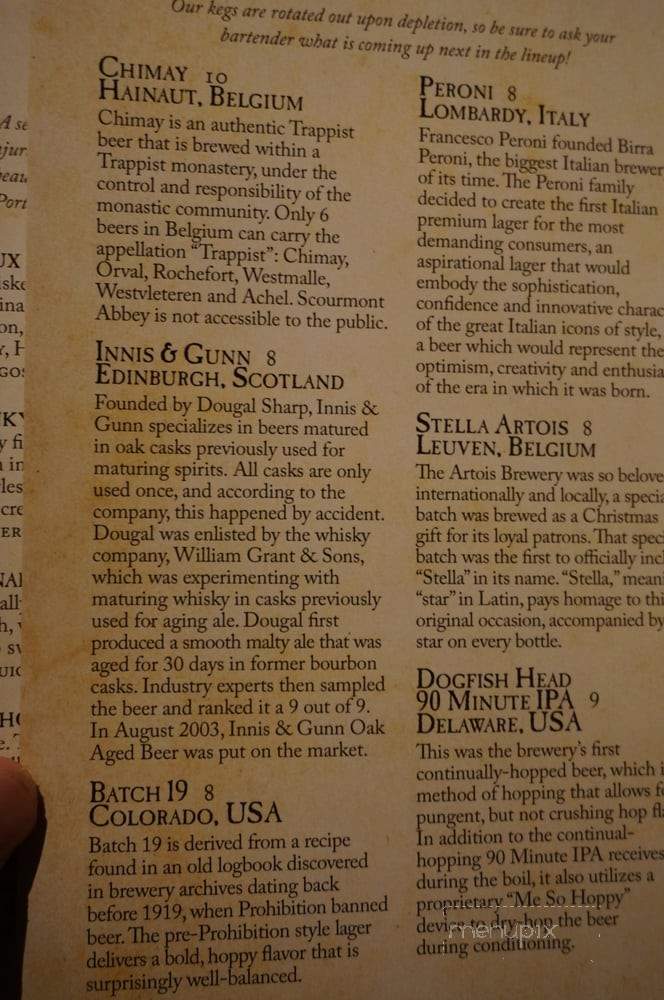 Our kegs are rotated out upon depletion, so be sure to ask your
bartender what is coming up next in the lineup!
CHIMAY 10
HAINAUT, BELGIUM
Chimay is an authentic Trappist
beer that is brewed within a
Trappist monastery, under the
control and responsibility of the
monastic community. Only 6
beers in Belgium can carry the
appellation "Trappist": Chimay,
Orval, Rochefort, Westmalle,
Westvleteren and Achel. Scourmont
Abbey is not accessible to the public.
INNIS & GUNN 8
EDINBURGH, SCOTLAND
Founded by Dougal Sharp, Innis &
Gunn specializes in beers matured
in oak casks previously used for
maturing spirits. All casks are only
used once, and according to the
company, this happened by accident.
Dougal was enlisted by the whisky
company, William Grant & Sons,
which was experimenting with
maturing whisky in casks previously
used for aging ale. Dougal first
produced a smooth malty ale that was
aged for 30 days in former bourbon
casks. Industry experts then sampled
the beer and ranked it a 9 out of 9.
In August 2003, Innis & Gunn Oak
Aged Beer was put on the market.
BATCH 19 8
COLORADO, USA
Batch 19 is derived from a recipe
found in an old logbook discovered
in brewery archives dating back
before 1919, when Prohibition banned
beer. The pre-Prohibition style lager
delivers a bold, hoppy flavor that is
surprisingly well-balanced.
PERONI 8
LOMBARDY, ITALY
Francesco Peroni founded Birra
Peroni, the biggest Italian brewer
of its time. The Peroni family
decided to create the first Italian
premium lager for the most
demanding consumers, an
aspirational lager that would
embody the sophistication,
confidence and innovative charac
of the great Italian icons of style,
a beer which would represent the
optimism, creativity and enthusia
of the era in which it was born.
STELLA ARTOIS 8
LEUVEN, BELGIUM
The Artois Brewery was so belove
internationally and locally, a specia
batch was brewed as a Christmas
gift for its loyal patrons. That speci
batch was the first to officially incl
"Stella" in its name. "Stella," meani
"star" in Latin, pays homage to thi
original occasion, accompanied by
star on every bottle.
DOGFISH HEAD
90 MINUTE IPA 9
DELAWARE, USA
This was the brewery's first
continually-hopped beer, which i
method of hopping that allows f
pungent, but not crushing hop fla
In addition to the continual-
hopping 90 Minute IPA receives
during the boil, it also utilizes a
proprietary "Me So Hoppy"
device to dry-hop the beer
during conditioning.
menupix